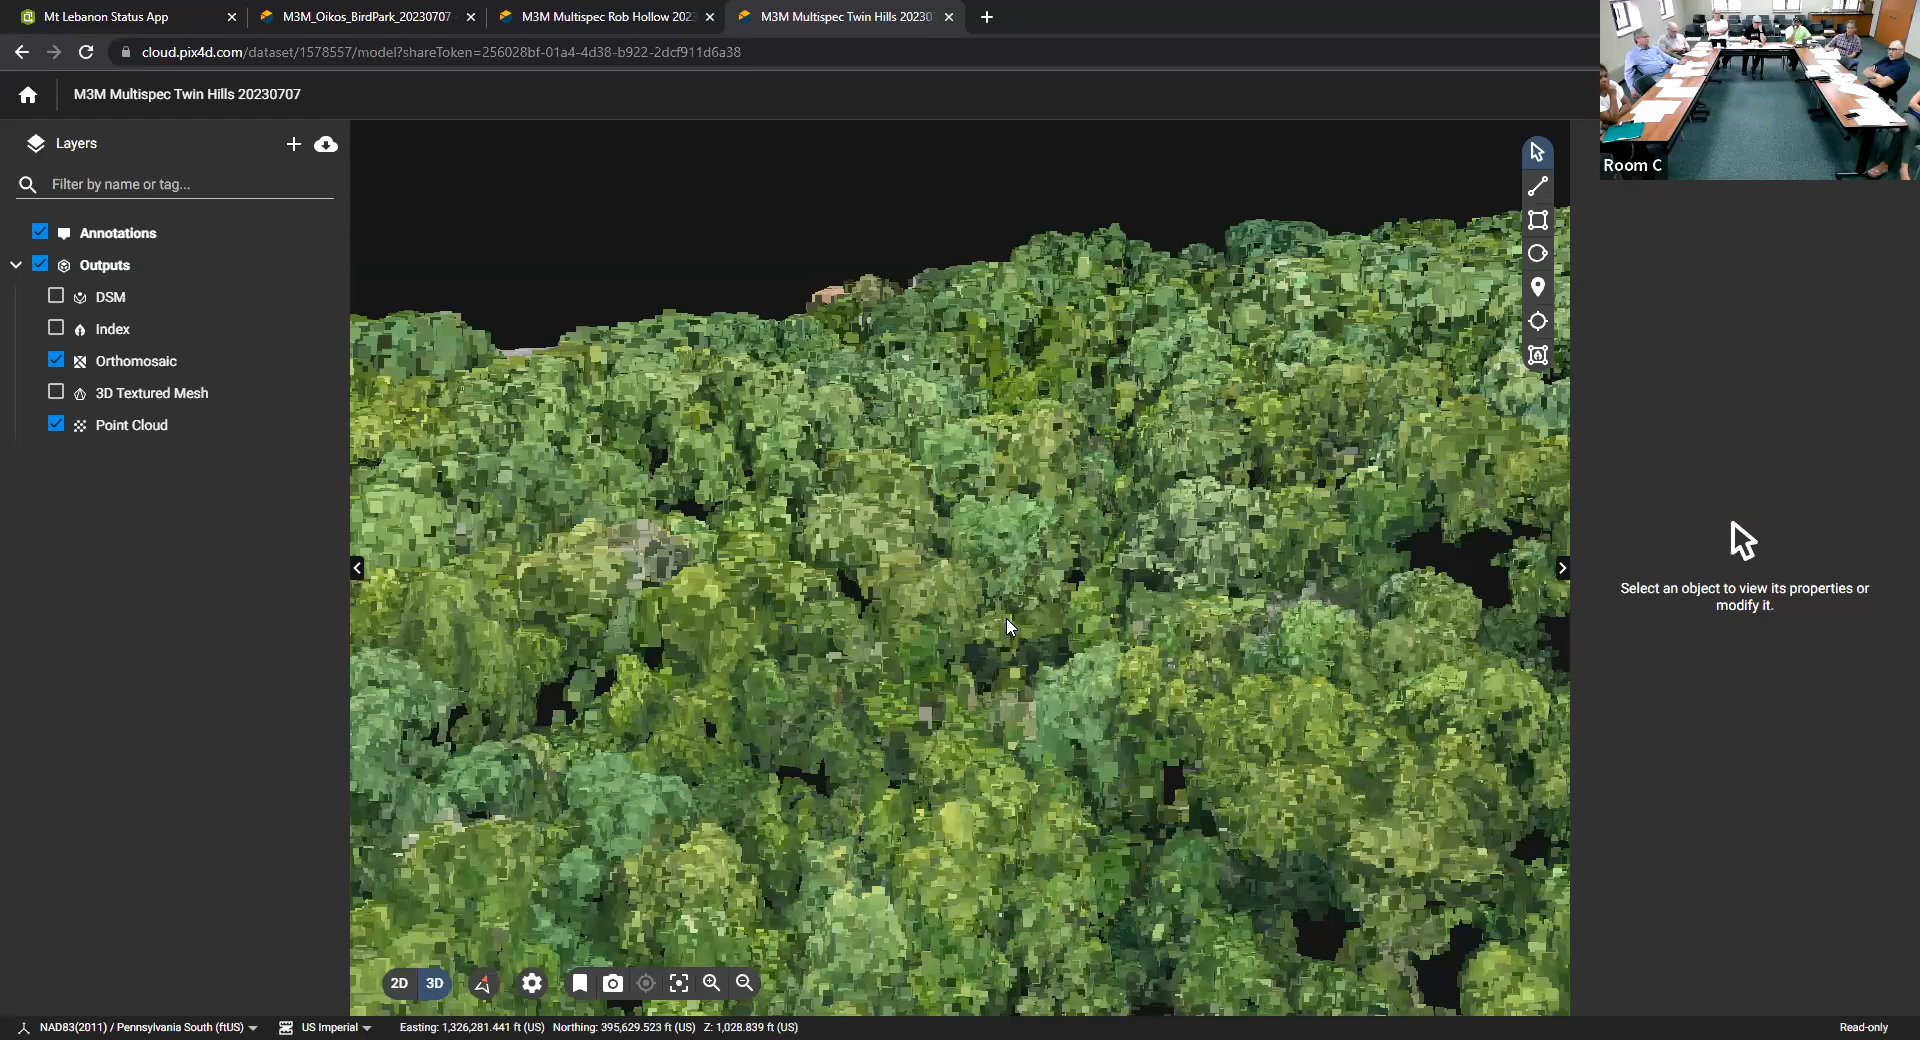 Mt Lebanon Status App
M3M_Oikos_BirdPark_20230707 -
M3M Multispec Rob Hollow 202
M3M Multispec Twin Hills 20230
cloud.pix4d.com/dataset/1578557/model?shareToken=256028bf-01a4-4d38-b922-2dcf911d6a38
M3M Multispec Twin Hills 20230707
Layers
Filter by name or tag...
Annotations
Outputs
DSM
Index
Orthomosaic
3D Textured Mesh
Point Cloud
Room C
Select an object to view its properties or
modify it.
2D 3D
NAD83(2011) / Pennsylvania South (ftUS) US Imperial Easting: 1,326,281.441 ft (US) Northing: 395,629.523 ft (US) Z: 1,028.839 ft (US) Read-only